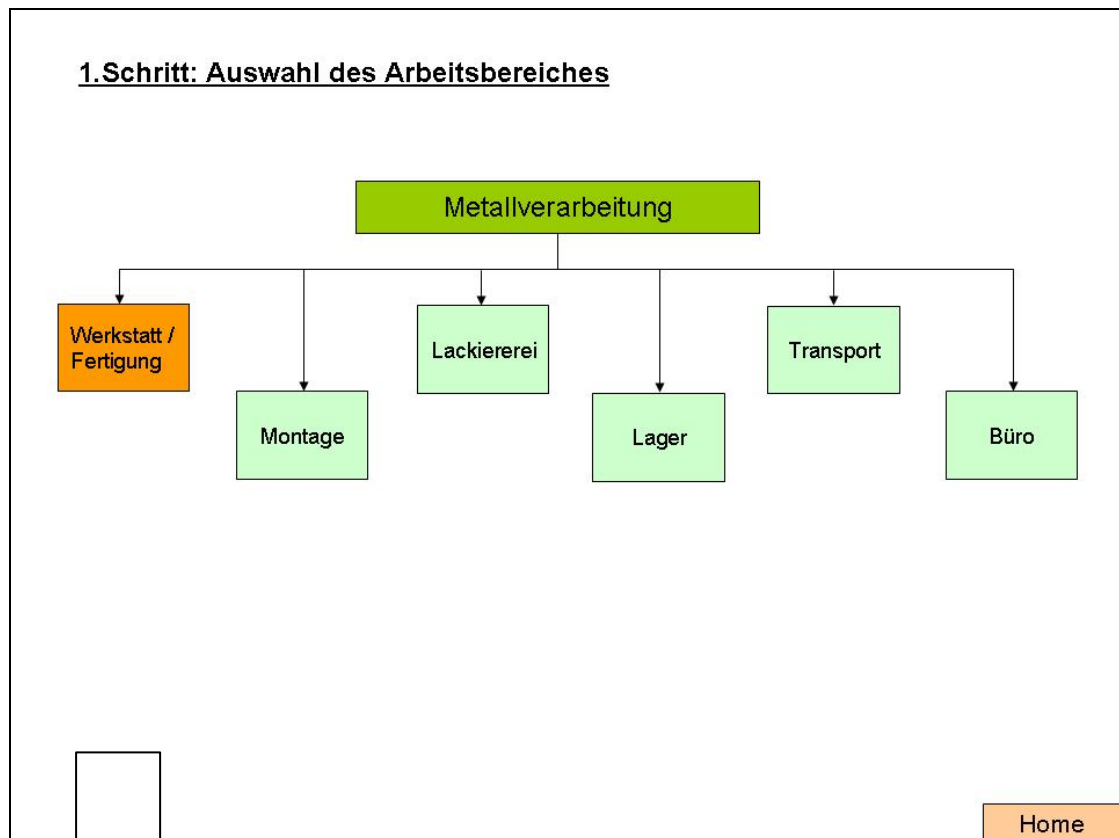 1.Schritt: Auswahl des Arbeitsbereiches
Metallverarbeitung
Werkstatt /
Fertigung
Montage
Lackiererei
Lager
Transport
Büro
Home